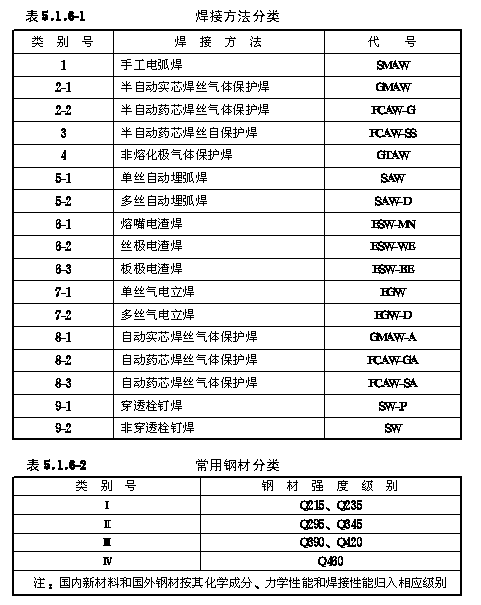 表5.1.6-1 焊接方法分类
类 别 号 焊 接 方 法 代 号
1 手工电弧焊 SMAW
2-1 半自动实芯焊丝气体保护焊 GMAW
2-2 半自动药芯焊丝气体保护焊 FCAW-G
3 半自动药芯焊丝自保护焊 FCAW-SS
4 非熔化极气体保护焊 GTAW
5-1 单丝自动埋弧焊 SAW
5-2 多丝自动埋弧焊 SAW-D
6-1 熔嘴电渣焊 ESW-MN
6-2 丝极电渣焊 ESW-WE
6-3 板极电渣焊 ESW-BE
7-1 单丝气电立焊 EGW
7-2 多丝气电立焊 EGW-D
8-1 自动实芯焊丝气体保护焊 GMAW-A
8-2 自动药芯焊丝气体保护焊 FCAW-GA
8-3 自动药芯焊丝气体保护焊 FCAW-SA
9-1 穿透栓钉焊 SW-P
9-2 非穿透栓钉焊 SW
表5.1.6-2 常用钢材分类
类 别 号 钢 材 强 度 级 别
I Q215、Q235
II Q295、Q345
III Q390、Q420
IV Q460
注：国内新材料和国外钢材按其化学成分、力学性能和焊接性能归入相应级别